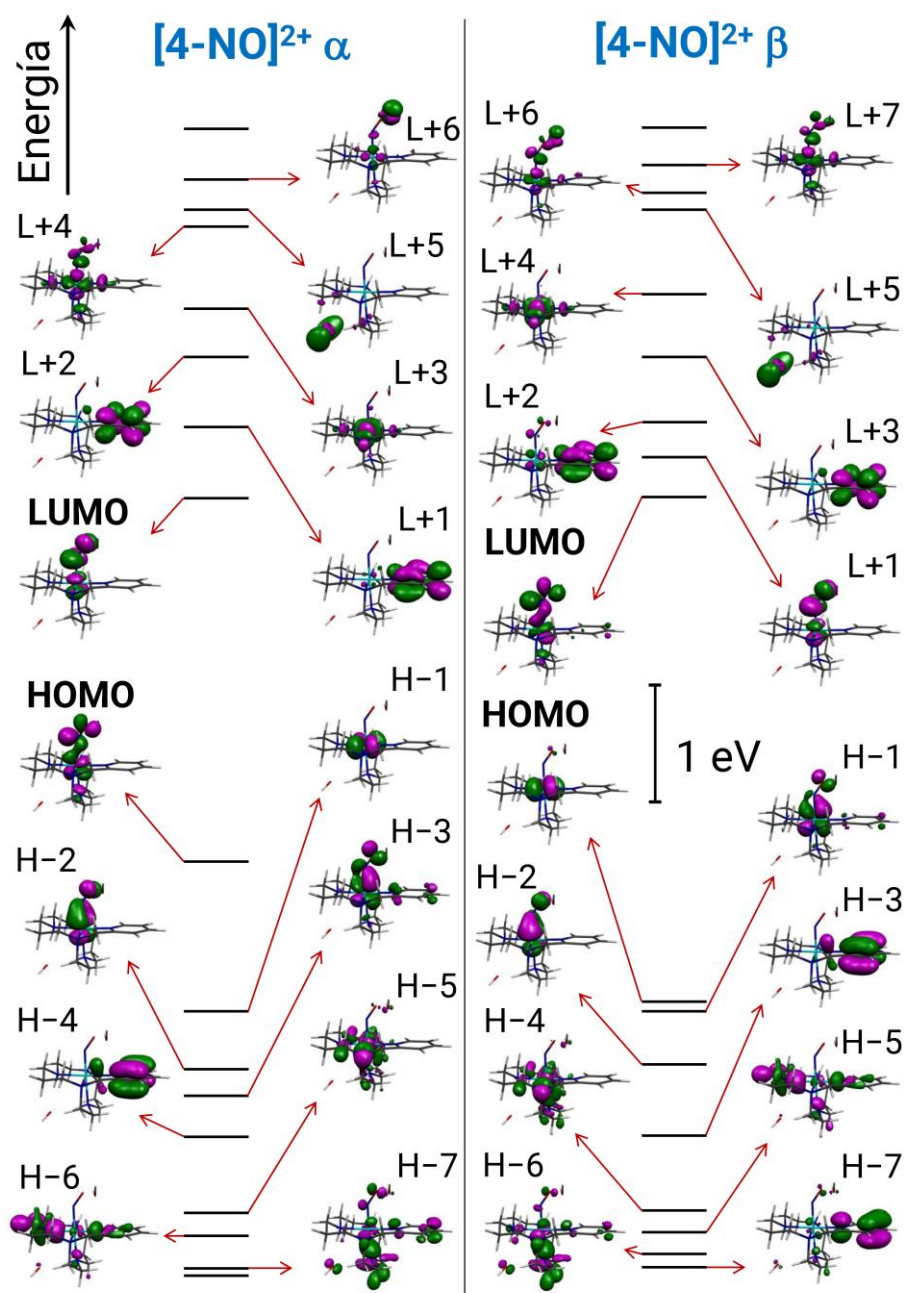 [4-NO]²⁺ α
[4-NO]²⁺ β
Energía
L+6
L+4
L+5
L+2
L+3
LUMO
L+1
HOMO
H−1
H−2
H−3
H−4
H−5
H−6
H−7
L+6
L+7
L+4
L+5
L+2
L+3
LUMO
L+1
HOMO
1 eV
H−1
H−2
H−3
H−4
H−5
H−6
H−7